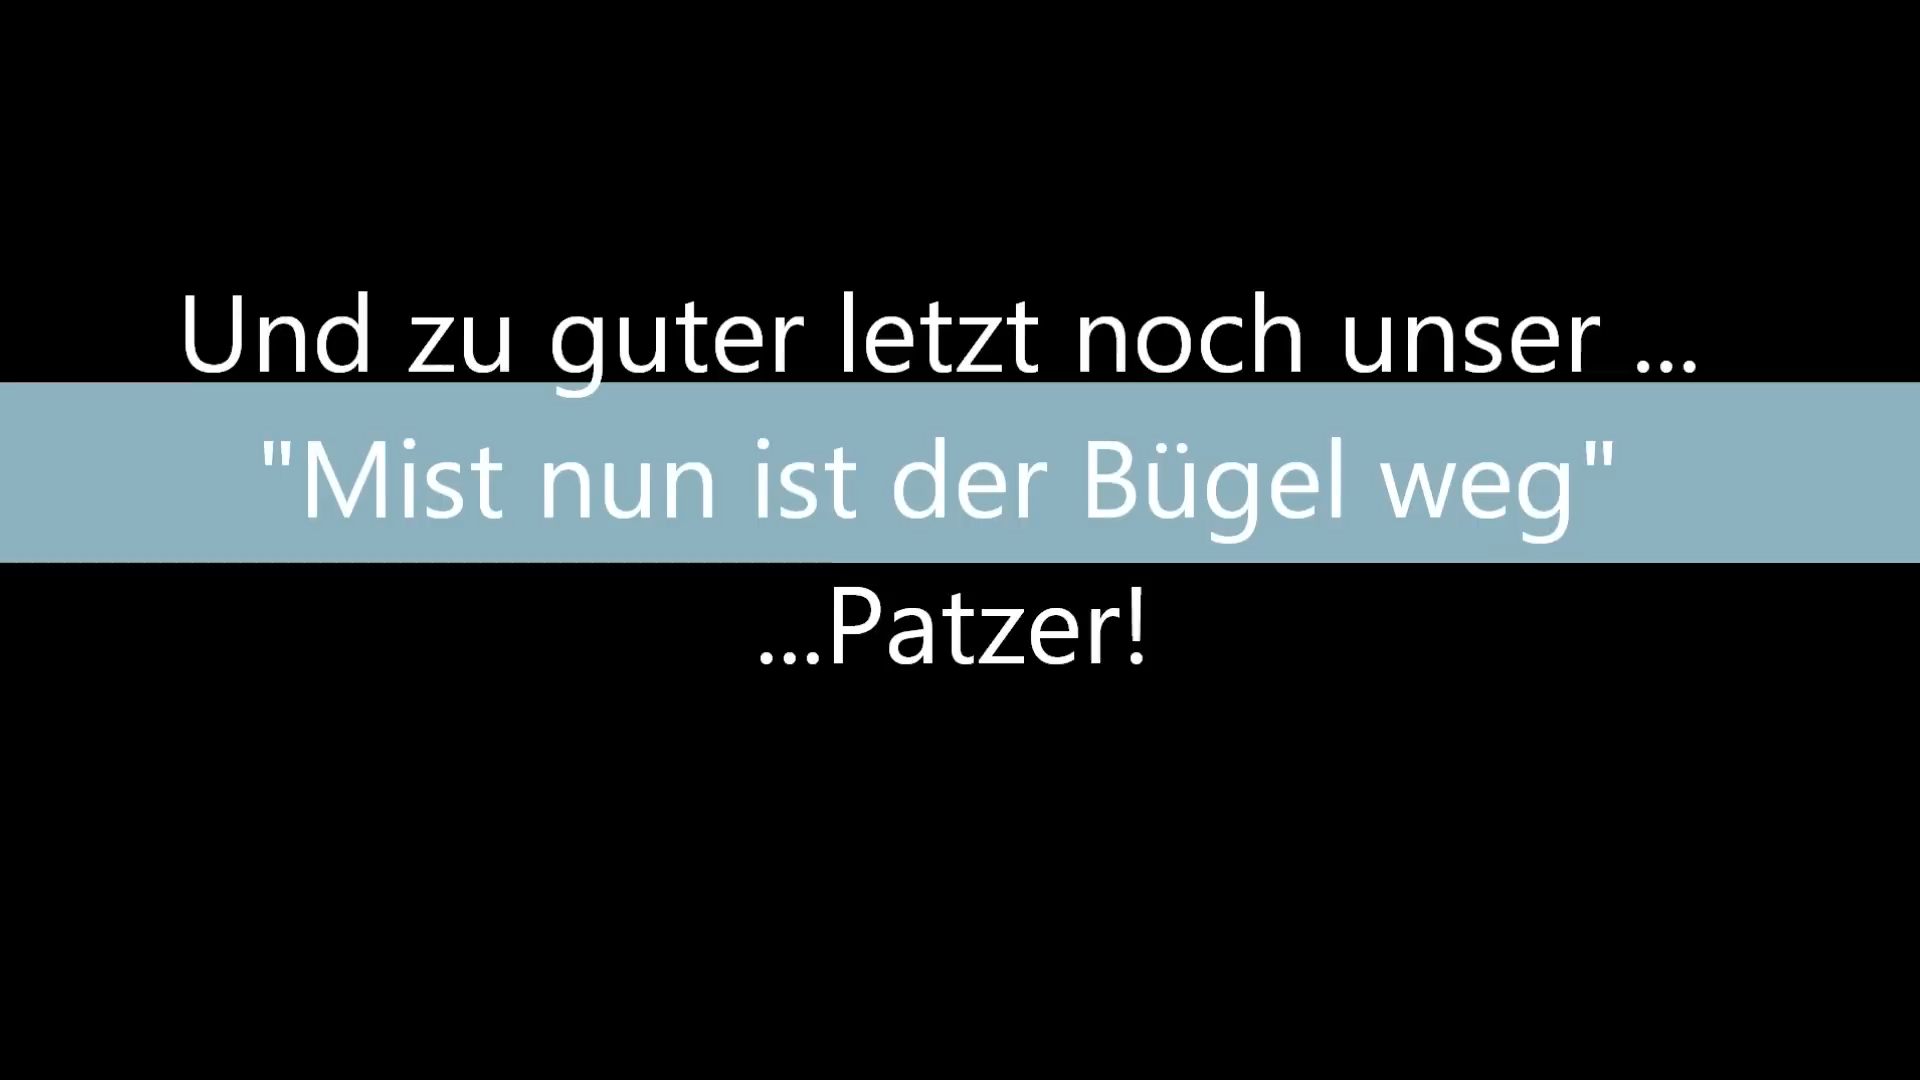 Und zu guter letzt noch unser ...
"Mist nun ist der Bügel weg"
...Patzer!